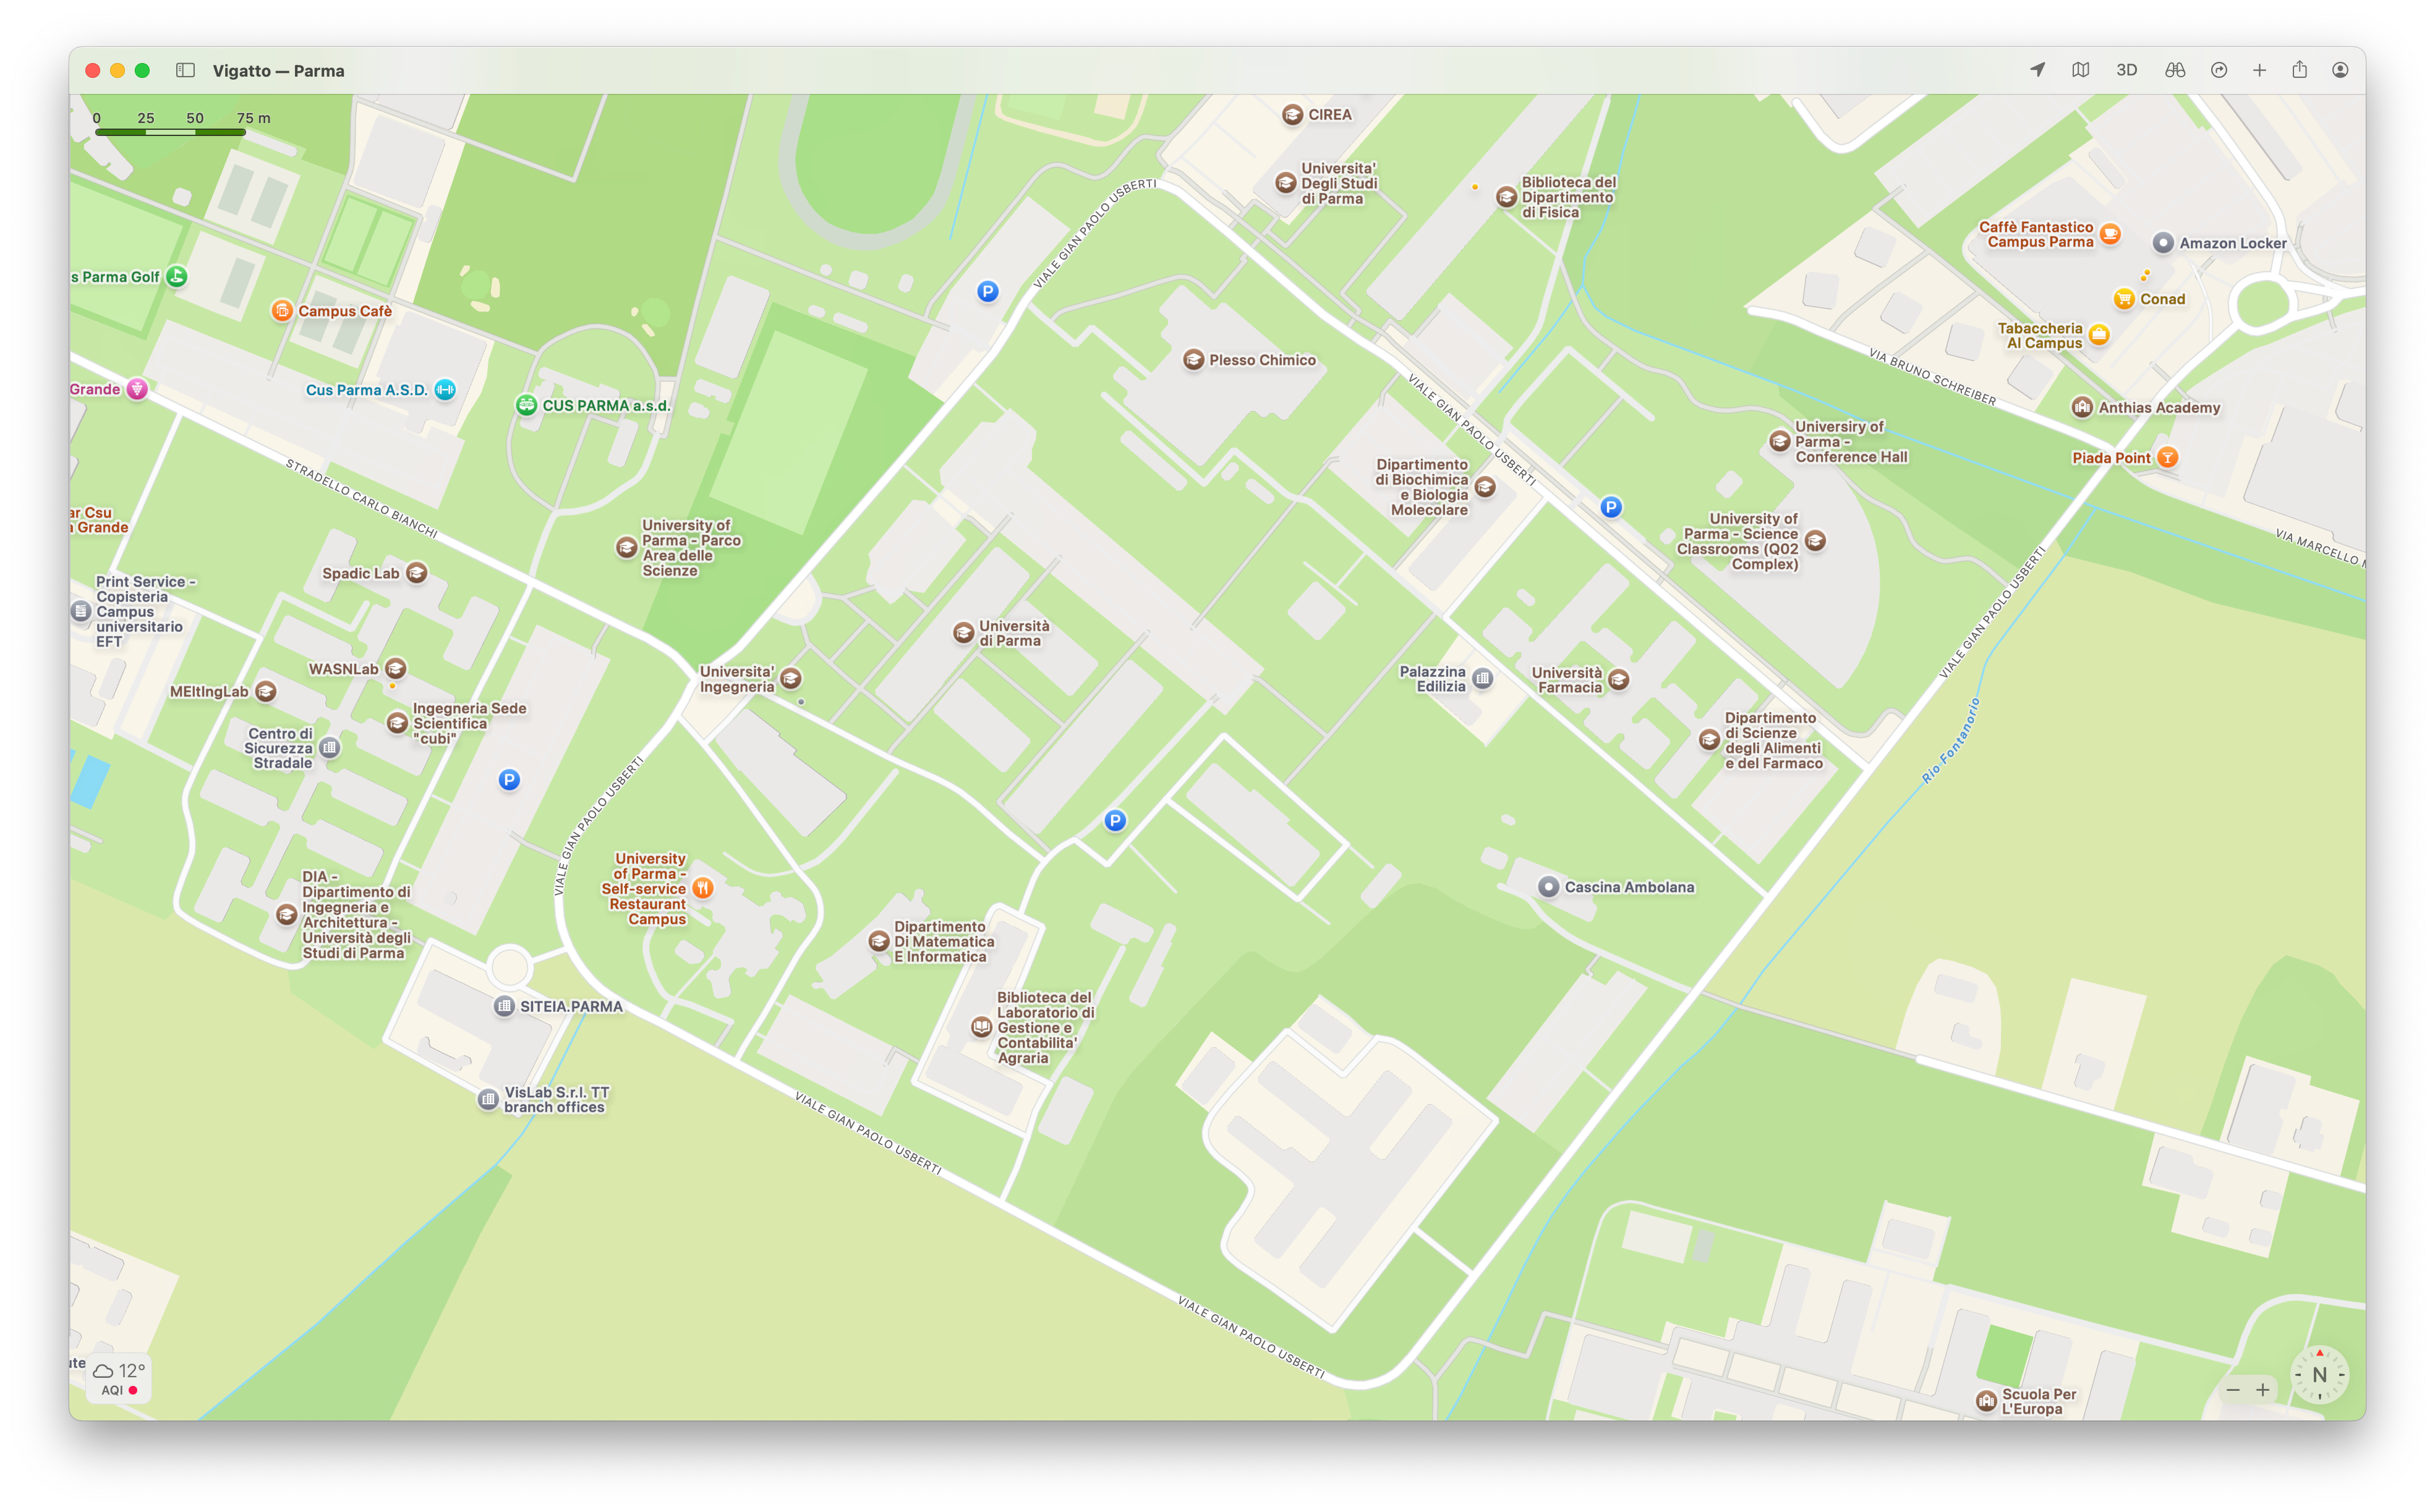 Vigatto — Parma
3D
0 25 50 75 m
CIREA
Universita'
Degli Studi
di Parma
Biblioteca del
Dipartimento
di Fisica
VIALE GIAN PAOLO USBERTI
Caffè Fantastico
Campus Parma
Amazon Locker
Conad
Tabaccheria
Al Campus
s Parma Golf
Campus Cafè
Plesso Chimico
VIA BRUNO SCHREIBER
Grande
Cus Parma A.S.D.
CUS PARMA a.s.d.
VIALE GIAN PAOLO USBERTI
Anthias Academy
Universiry of
Parma -
Conference Hall
Piada Point
STRADELLO CARLO BIANCHI
Dipartimento
di Biochimica
e Biologia
Molecolare
P
P
ar Csu
a Grande
University of
Parma - Parco
Area delle
Scienze
University of
Parma - Science
Classrooms (Q02
Complex)
VIA MARCELLO
Spadic Lab
Print Service -
Copisteria
Campus
universitario
EFT
VIALE GIAN PAOLO USBERTI
Università
di Parma
WASNLab
MEItIngLab
Universita'
Ingegneria
Palazzina
Edilizia
Università
Farmacia
Ingegneria Sede
Scientifica
"cubi"
Centro di
Sicurezza
Stradale
Dipartimento
di Scienze
degli Alimenti
e del Farmaco
Rio Fontanorio
P
P
VIALE GIAN PAOLO USBERTI
University
of Parma -
Self-service
Restaurant
Campus
DIA -
Dipartimento di
Ingegneria e
Architettura -
Università degli
Studi di Parma
Cascina Ambolana
Dipartimento
Di Matematica
E Informatica
SITEIA.PARMA
Biblioteca del
Laboratorio di
Gestione e
Contabilita'
Agraria
VisLab S.r.l. TT
branch offices
VIALE GIAN PAOLO USBERTI
VIALE GIAN PAOLO USBERTI
ute
12°
AQI
Scuola Per
L'Europa
N